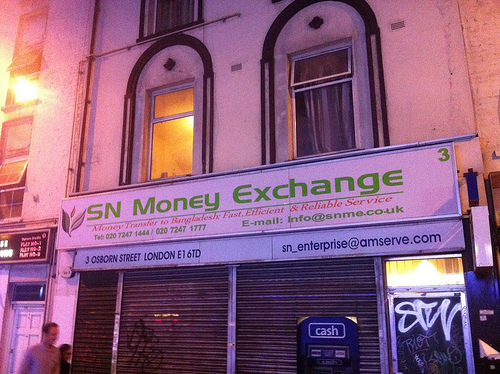 3
SN Money Exchange
Money Transfer to Bangladesh: Fast, Efficient & Reliable Service
Tel: 020 7247 1444 / 020 7247 1777
E-mail: Info@snme.co.uk
3 OSBORN STREET LONDON E1 6TD
sn_enterprise@amserve.com
cash